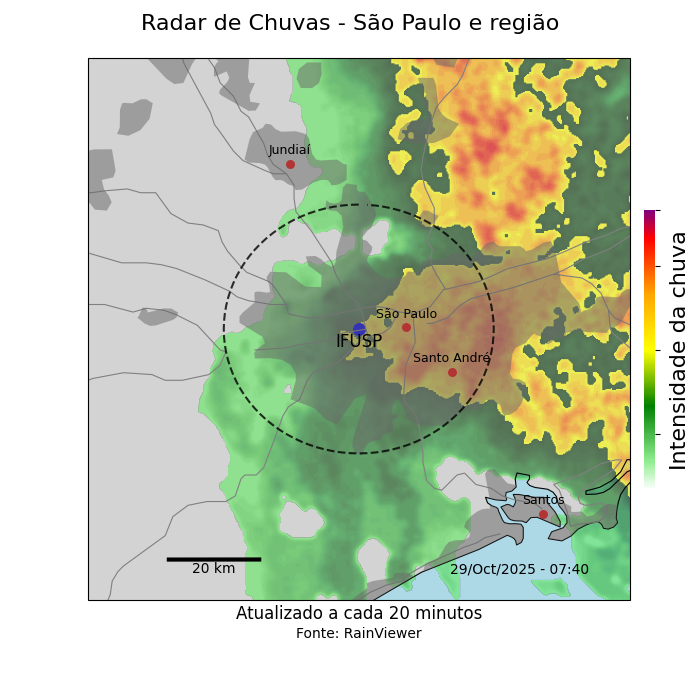 Radar de Chuvas - São Paulo e região
Jundiaí
São Paulo
IFUSP
Santo André
Santos
20 km
29/Oct/2025 - 07:40
Intensidade da chuva
Atualizado a cada 20 minutos
Fonte: RainViewer